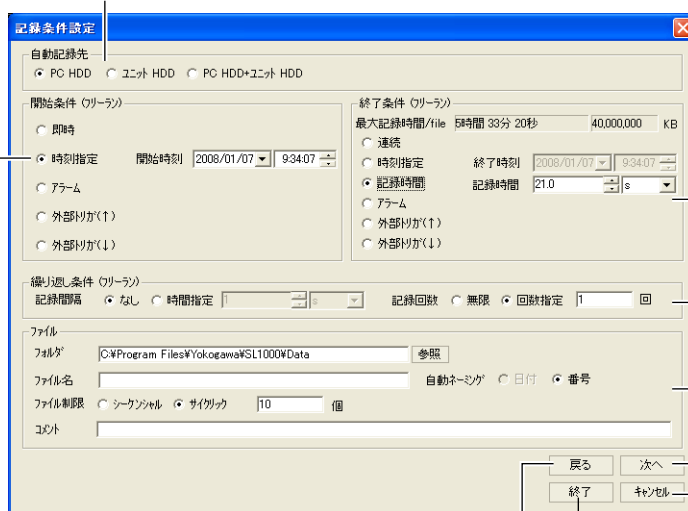 記録条件設定
自動記録先
PC HDD ユニット HDD PC HDD+ユニット HDD
開始条件 (フリーラン)
即時
時刻指定 開始時刻 2008/01/07 9:34:07
アラーム
外部トリガ(↑)
外部トリガ(↓)
終了条件 (フリーラン)
最大記録時間/file 5時間 33分 20秒 40,000,000 KB
連続
時刻指定 終了時刻 2008/01/07 9:34:07
記録時間 記録時間 21.0 s
アラーム
外部トリガ(↑)
外部トリガ(↓)
繰り返し条件 (フリーラン)
記録間隔 なし 時間指定 1 s 記録回数 無限 回数指定 1 回
ファイル
フォルダ C:¥Program Files¥Yokogawa¥SL1000¥Data 参照
ファイル名 自動ネーミング 日付 番号
ファイル制限 シーケンシャル サイクリック 10 個
コメント
戻る 次へ
終了 キャンセル